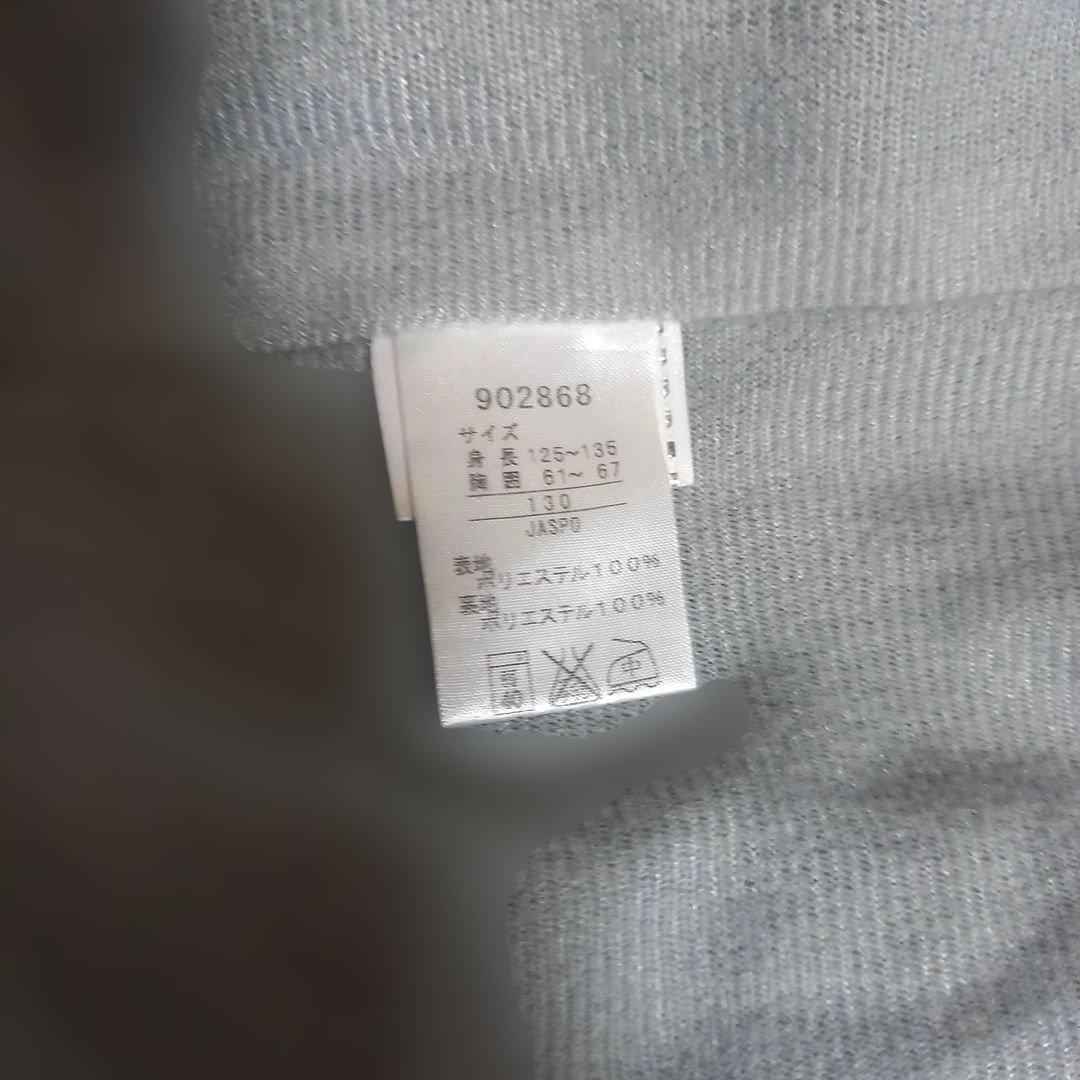 902868
サイズ
身 長 125~135
胸 囲 61~ 67
130
JASPO
表地
ポリエステル100%
裏地
ポリエステル100%
中